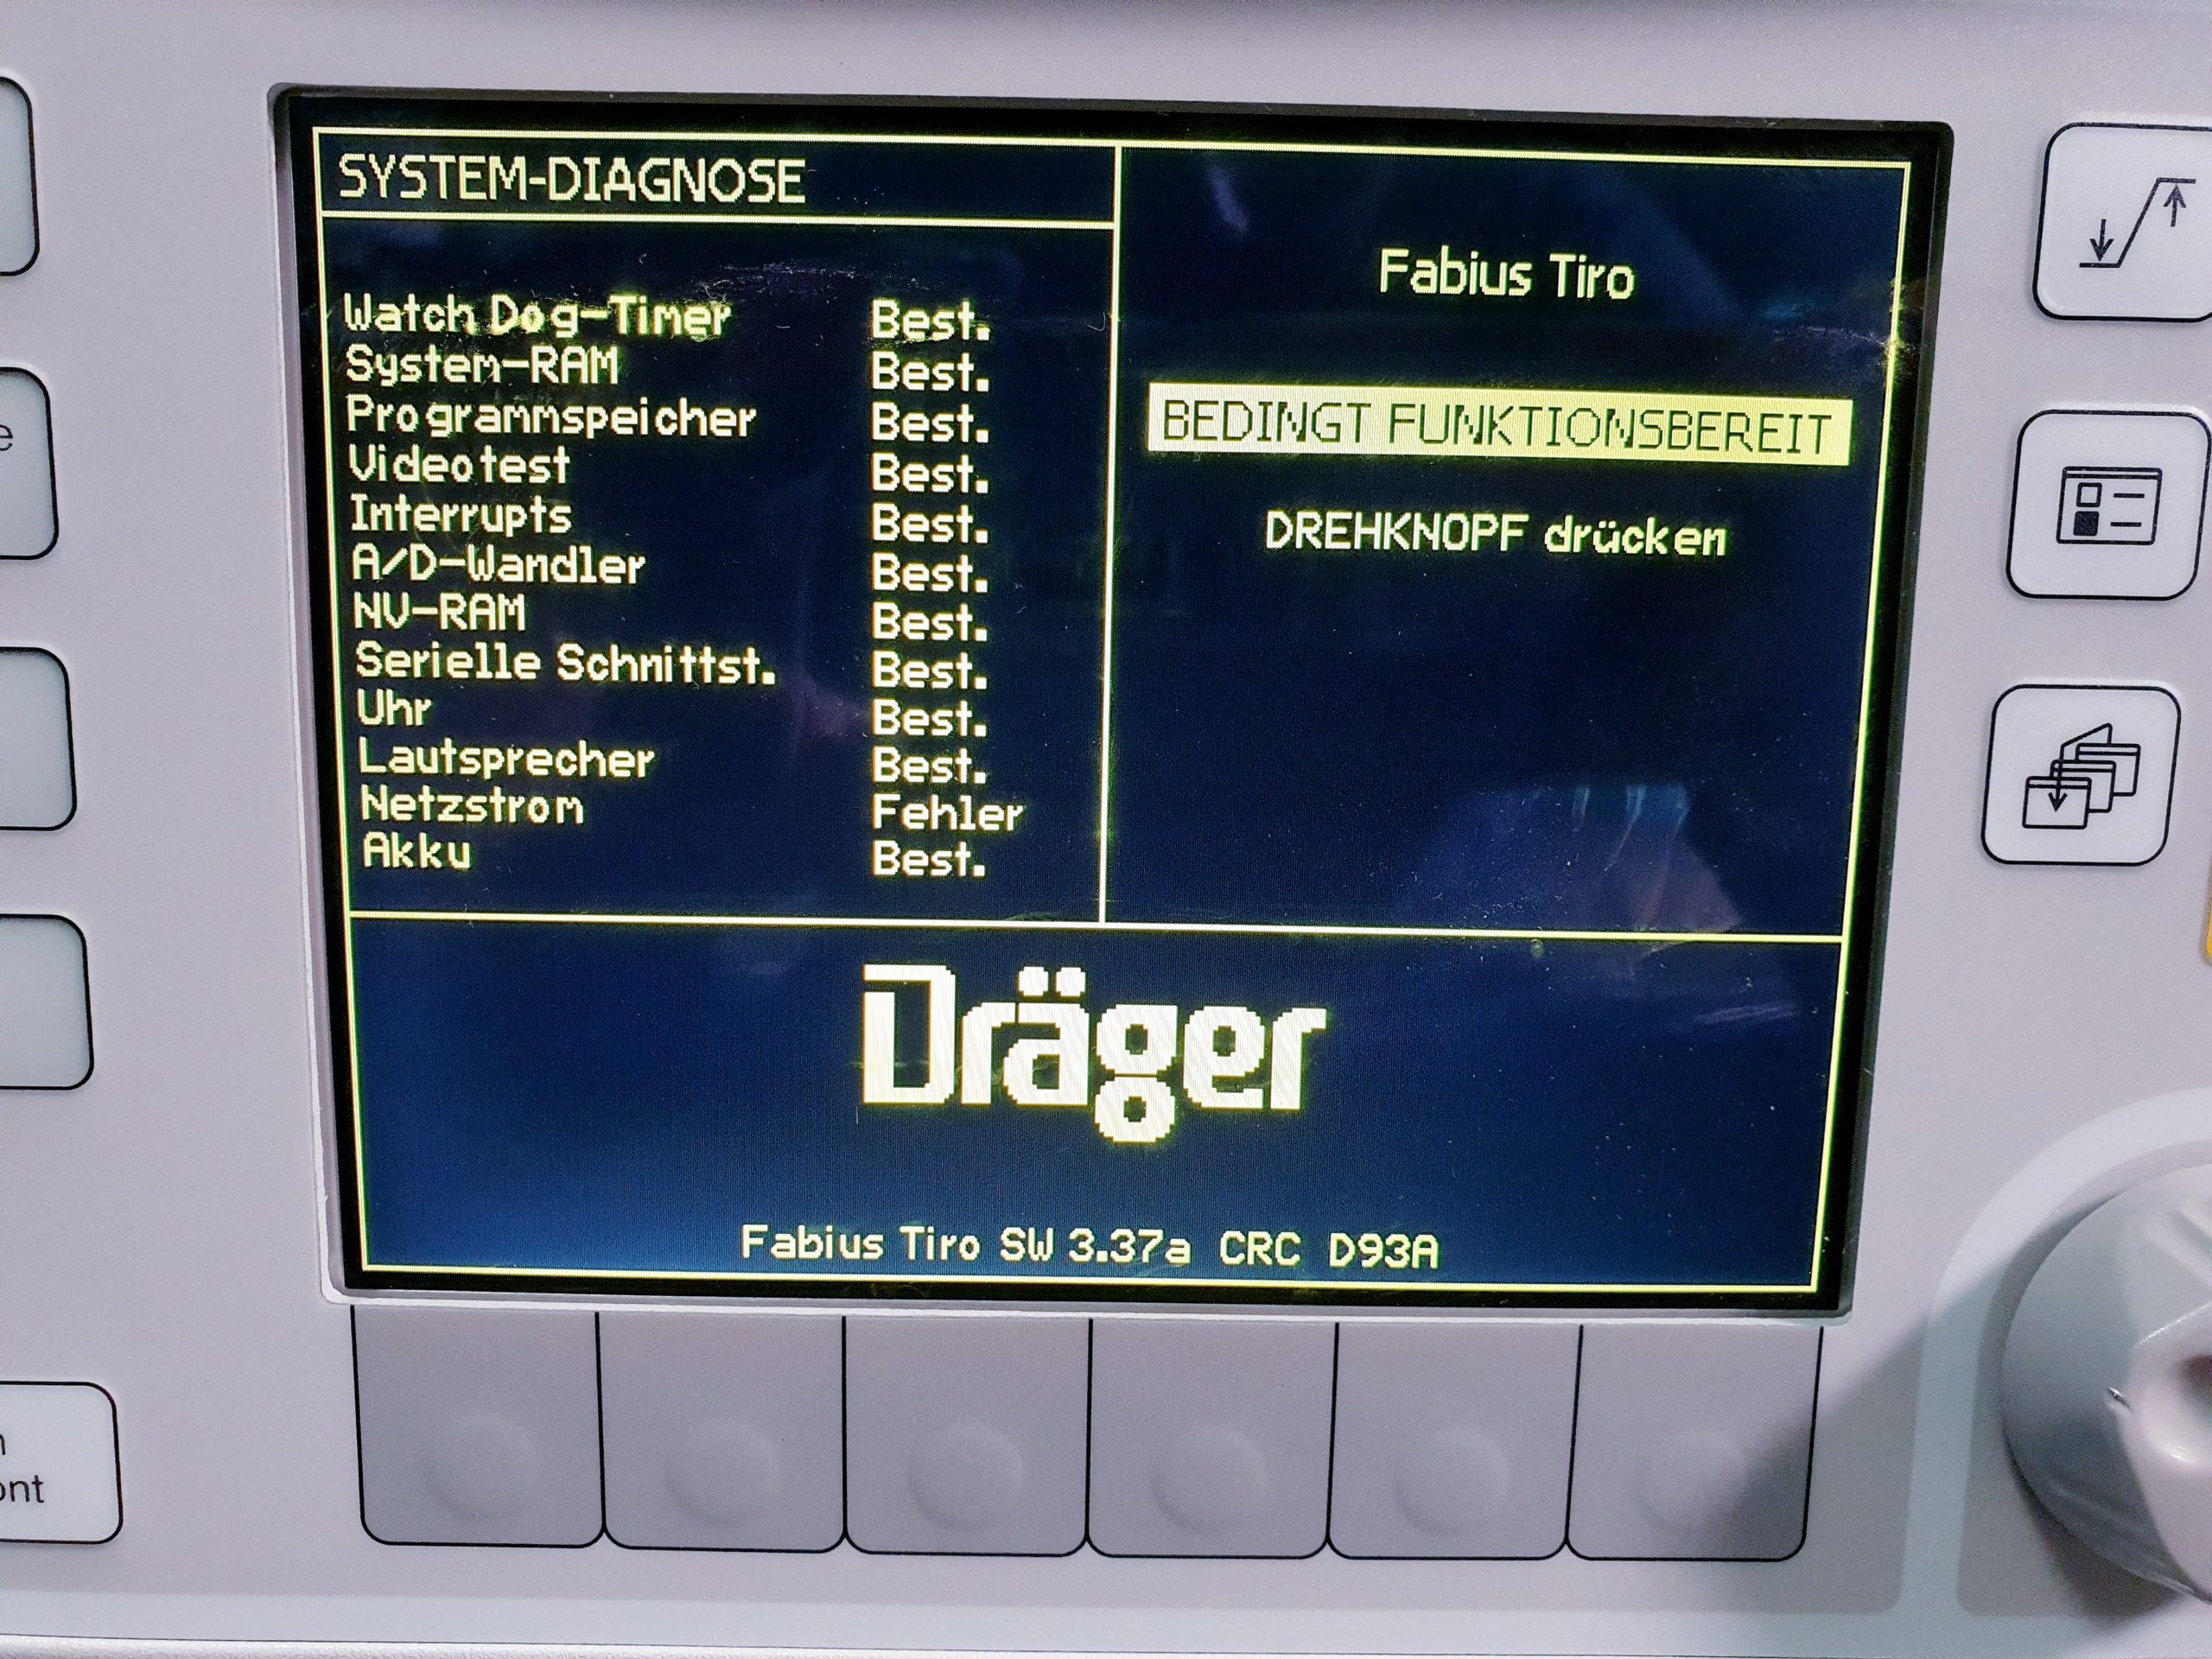 SYSTEM-DIAGNOSE
Watch Dog-Timer Best.
System-RAM Best.
Programmspeicher Best.
Videotest Best.
Interrupts Best.
A/D-Wandler Best.
NV-RAM Best.
Serielle Schnittst. Best.
Uhr Best.
Lautsprecher Best.
Netzstrom Fehler
Akku Best.
Fabius Tiro
BEDINGT FUNKTIONSBEREIT
DREHKNOPF drücken
Dräger
Fabius Tiro SW 3.37a CRC D93A